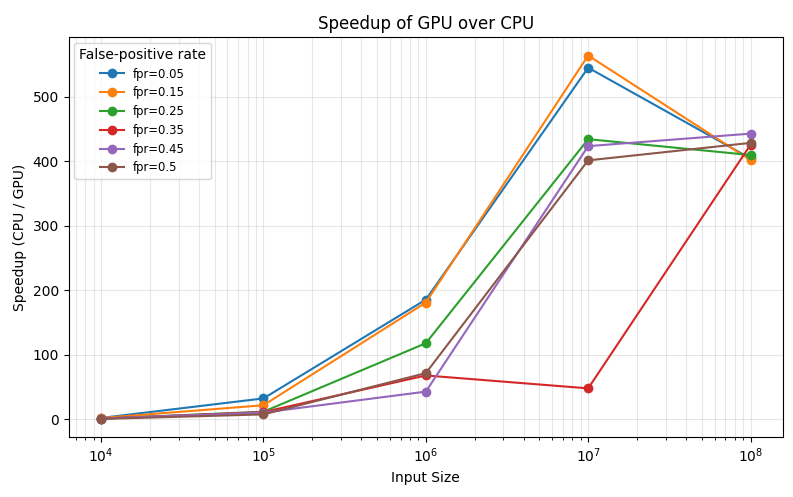 Speedup of GPU over CPU
False-positive rate
fpr=0.05
fpr=0.15
fpr=0.25
fpr=0.35
fpr=0.45
fpr=0.5
Speedup (CPU / GPU)
500
400
300
200
100
0
10⁴ 10⁵ 10⁶ 10⁷ 10⁸
Input Size